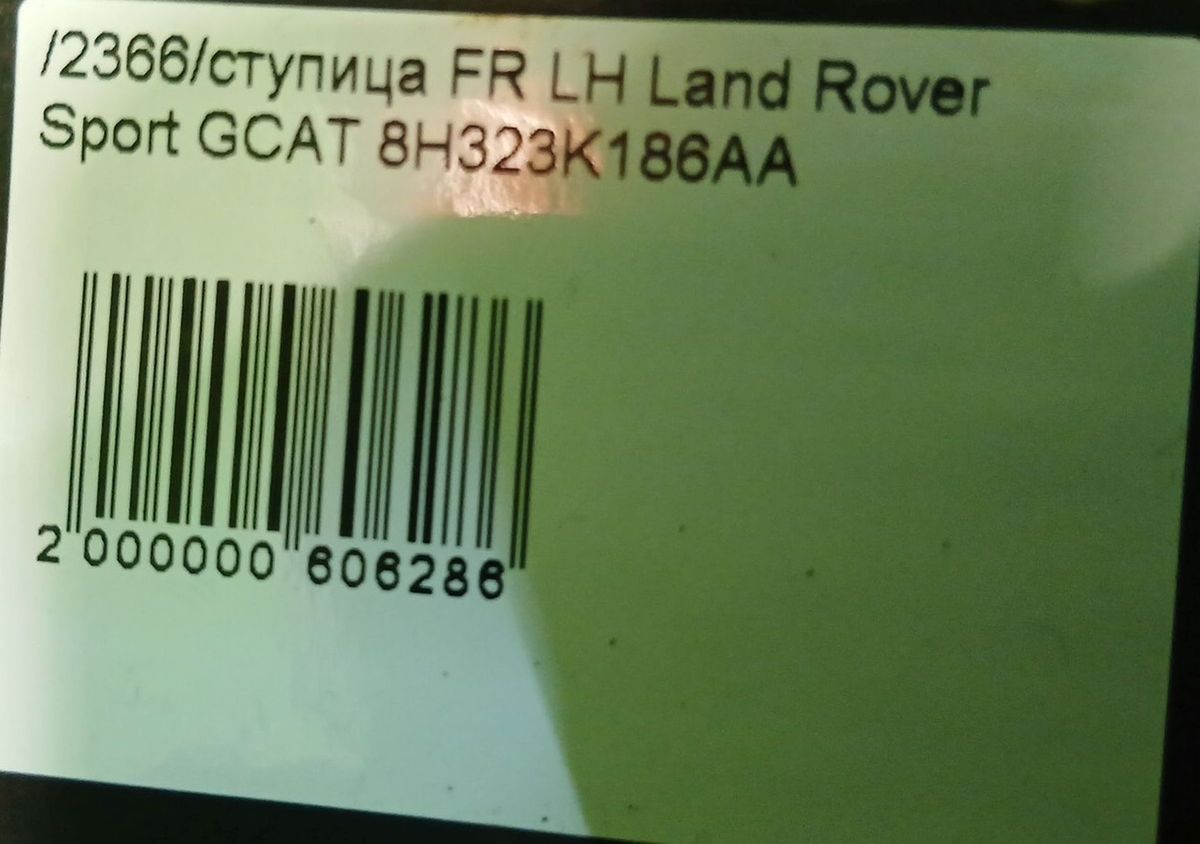 /2366/ступица FR LH Land Rover
Sport GCAT 8H323K186AA
2 000000 606286